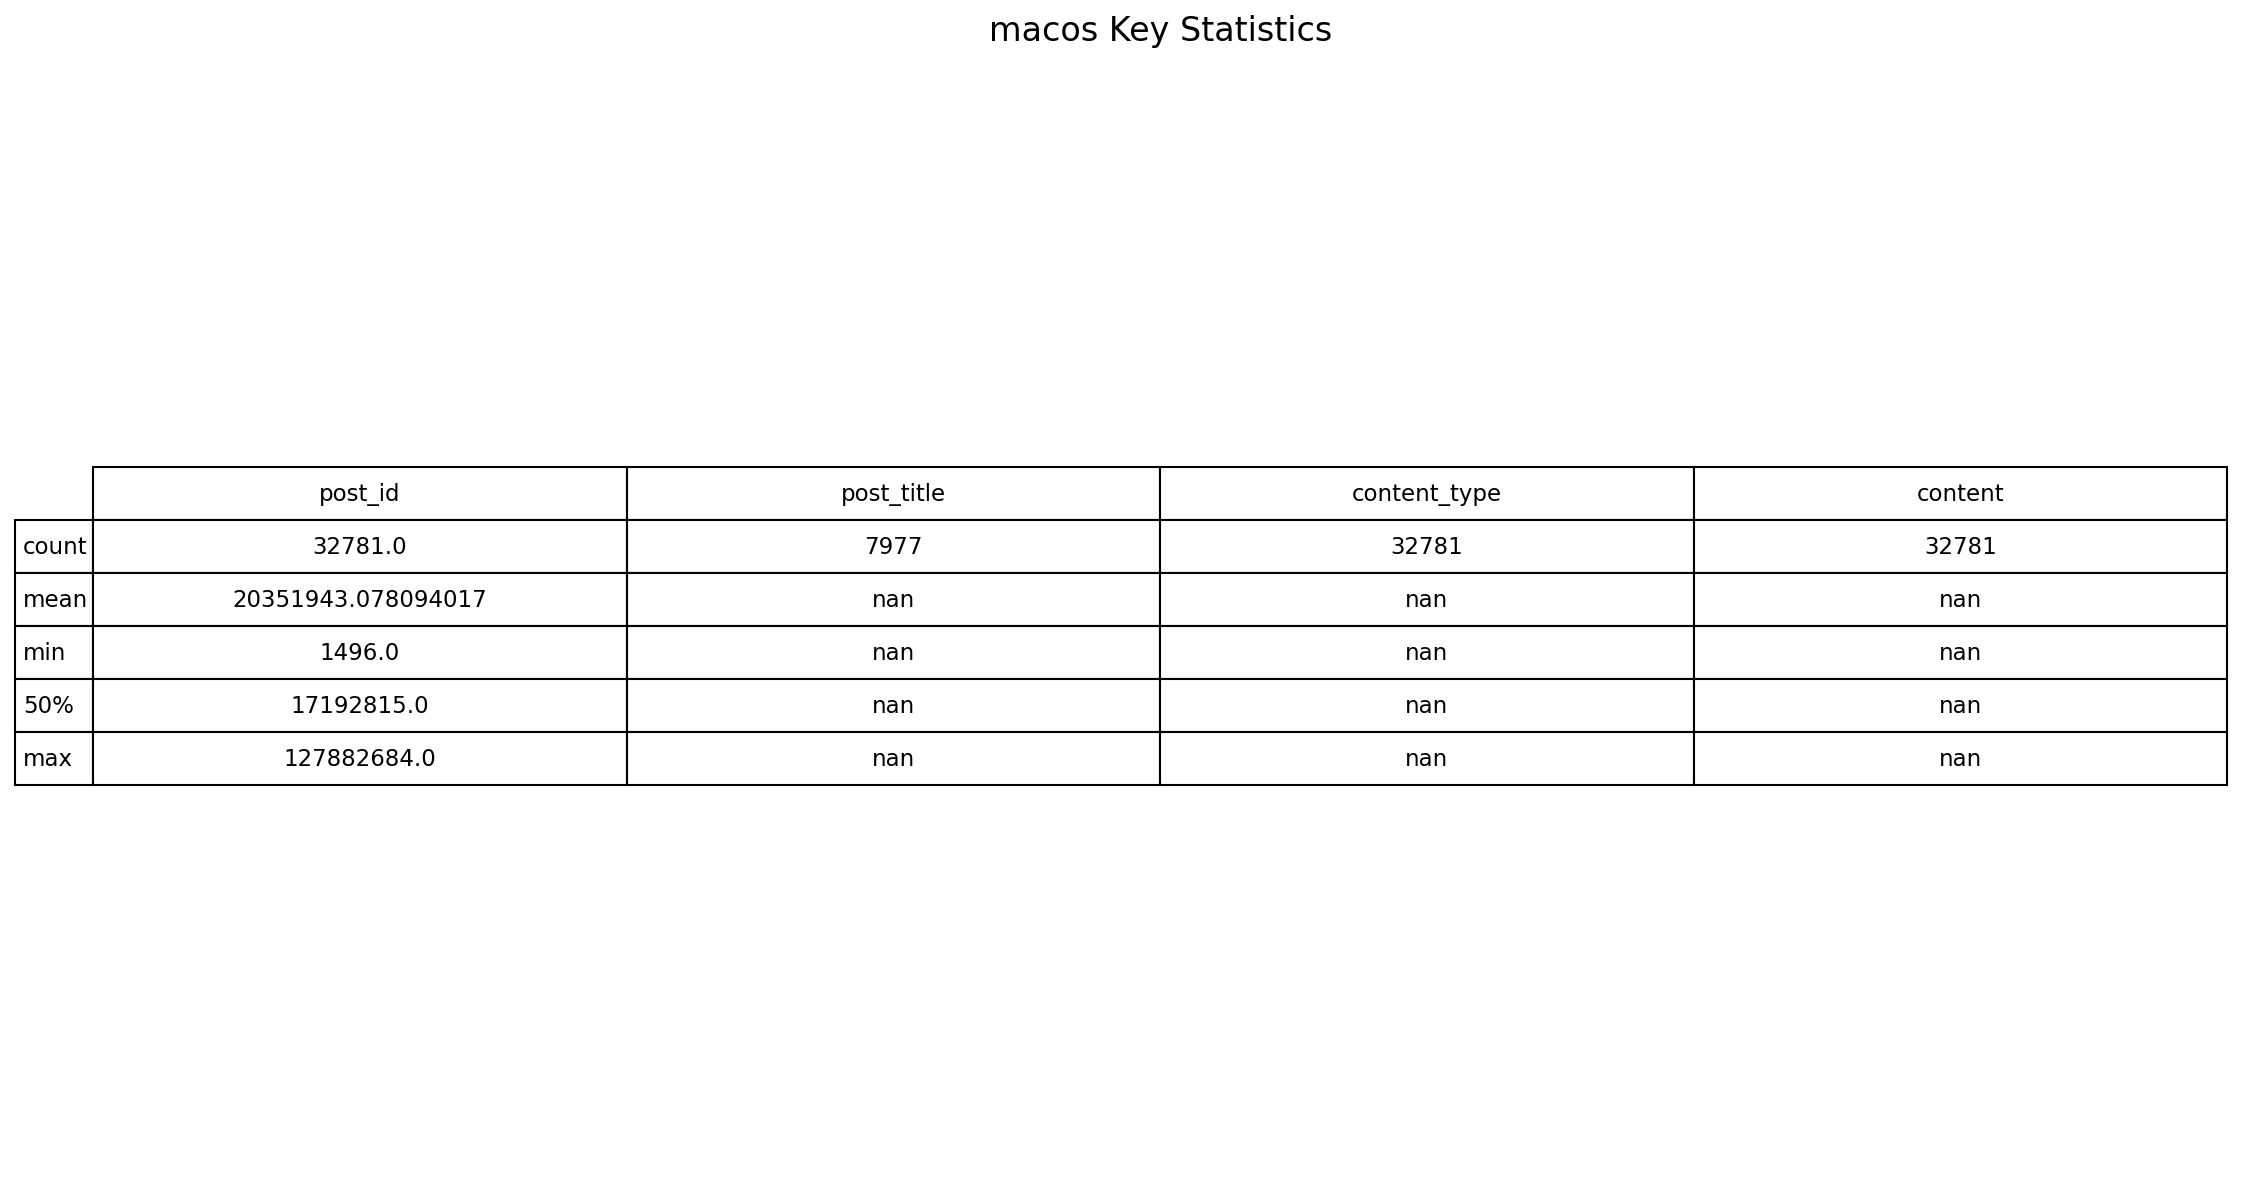 macos Key Statistics
post_id post_title content_type content
count 32781.0 7977 32781 32781
mean 20351943.078094017 nan nan nan
min 1496.0 nan nan nan
50% 17192815.0 nan nan nan
max 127882684.0 nan nan nan